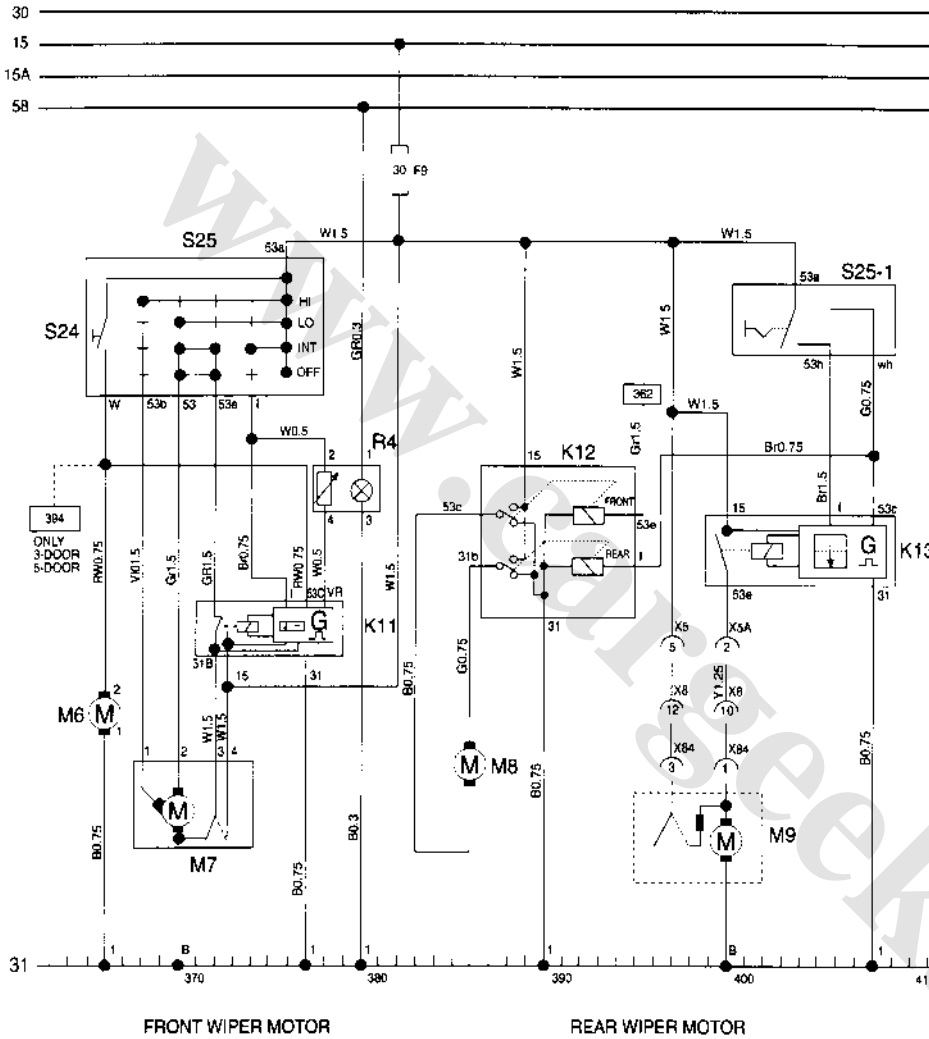 30
15
15A
58
30 F9
S25
53a
W1.5
W1.5
53a
S25-1
HI
LO
INT
OFF
S24
GR0.3
W1.5
W1.5
W 53b 53 53e I
53h
wh
362
W1.5
G0.75
W0.5
R4
Gr1.5
Br0.75
2
1
15
K12
Br1.5
394
ONLY
3-DOOR
5-DOOR
4
3
53c
FRONT
53e
15
I
53c
RW0.75
Vl01.5
Gr1.5
GR1.5
Br0.75
RW0.75
W0.5
W1.5
31b
REAR
I
G
K13
I
53C
VR
G
K11
53e
31
31
X5
X5A
5
2
B0.75
G0.75
Y1.25
15
31
M6
M
2
1
W1.5
W1.5
X8
X8
12
10
1
2
3
4
M
M8
B0.75
X84
X84
3
1
B0.75
M
M7
M
M9
B0.75
B0.75
B0.3
31
1
B
1
1
1
B
1
370
380
390
400
41
FRONT WIPER MOTOR
REAR WIPER MOTOR
www.cargeek